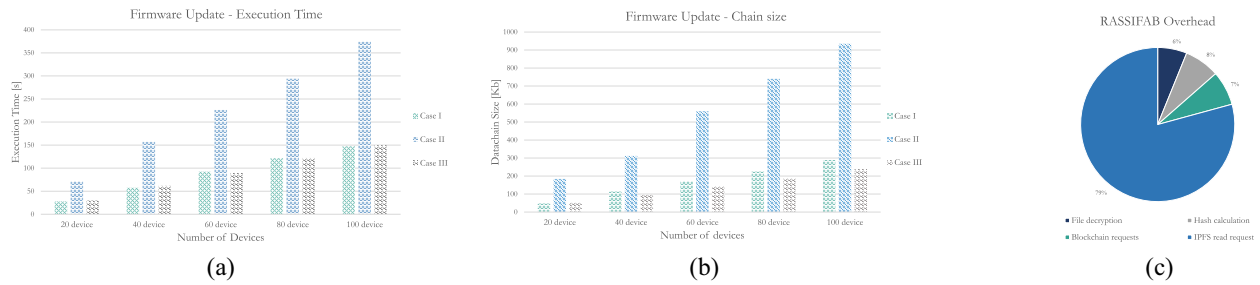 Firmware Update - Execution Time
400
350
300
250
200
150
100
50
0
Execution Time [s]
20 device
40 device
60 device
80 device
100 device
Number of Devices
Case I
Case II
Case III
(a)
Firmware Update - Chain size
1000
900
800
700
600
500
400
300
200
100
0
Datachain Size [Kb]
20 device
40 device
60 device
80 device
100 device
Number of devices
Case I
Case II
Case III
(b)
RASSIFAB Overhead
6%
8%
7%
79%
File decryption
Hash calculation
Blockchain requests
IPFS read request
(c)